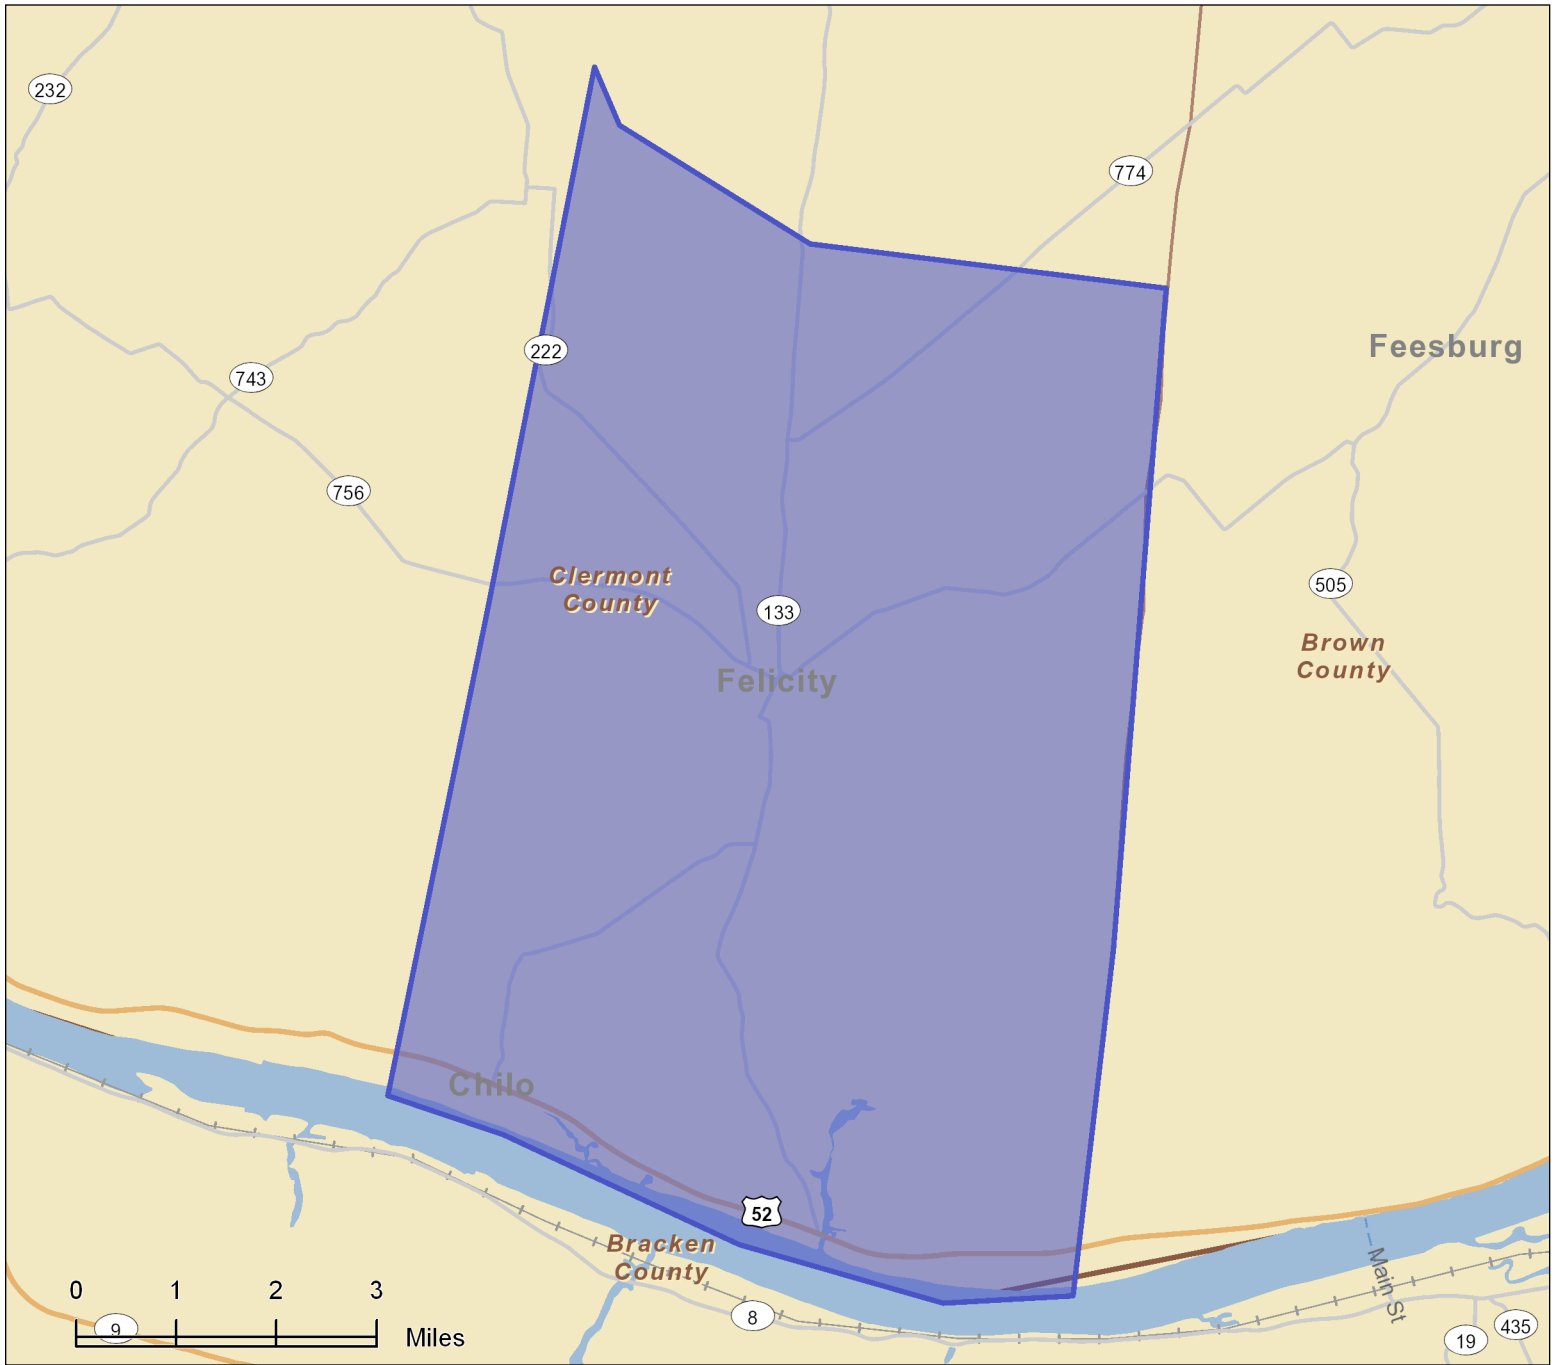 232
774
Feesburg
222
743
756
Clermont
County
133
505
Brown
County
Felicity
Chilo
52
Bracken
County
Main St
0 1 2 3
Miles
9
8
19
435